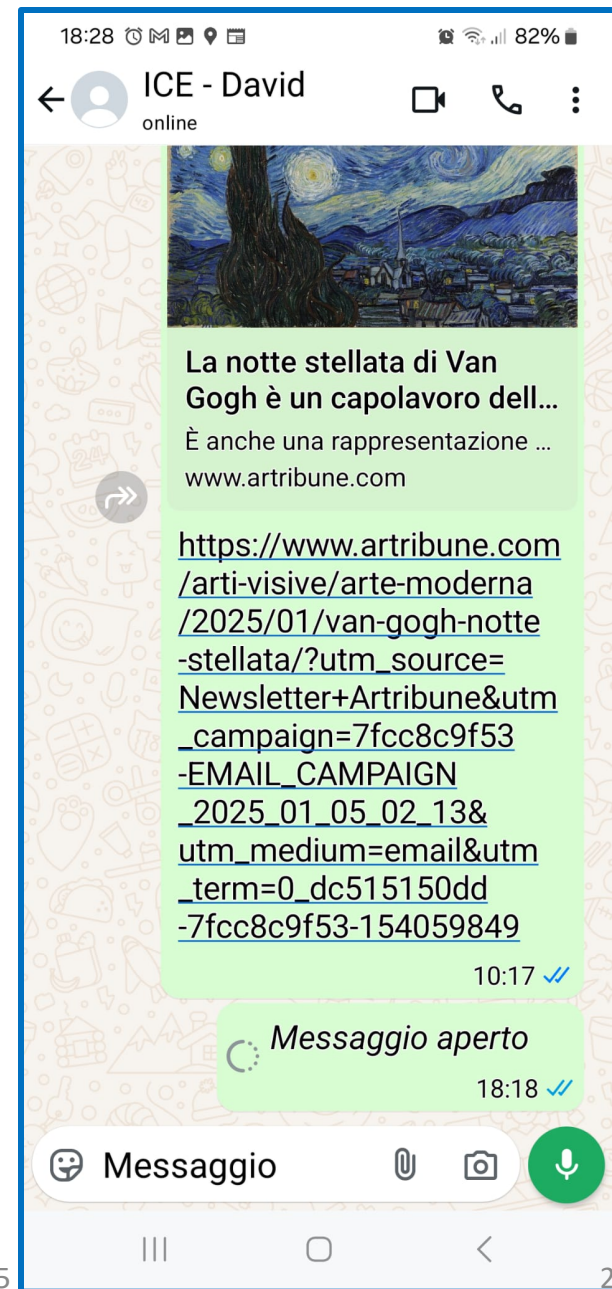 18:28 82%
ICE - David
online
La notte stellata di Van
Gogh è un capolavoro dell...
È anche una rappresentazione ...
www.artribune.com
https://www.artribune.com
/arti-visive/arte-moderna
/2025/01/van-gogh-notte
-stellata/?utm_source=
Newsletter+Artribune&utm
_campaign=7fcc8c9f53
-EMAIL_CAMPAIGN
_2025_01_05_02_13&
utm_medium=email&utm
_term=0_dc515150dd
-7fcc8c9f53-154059849
10:17
Messaggio aperto
18:18
Messaggio
5 2